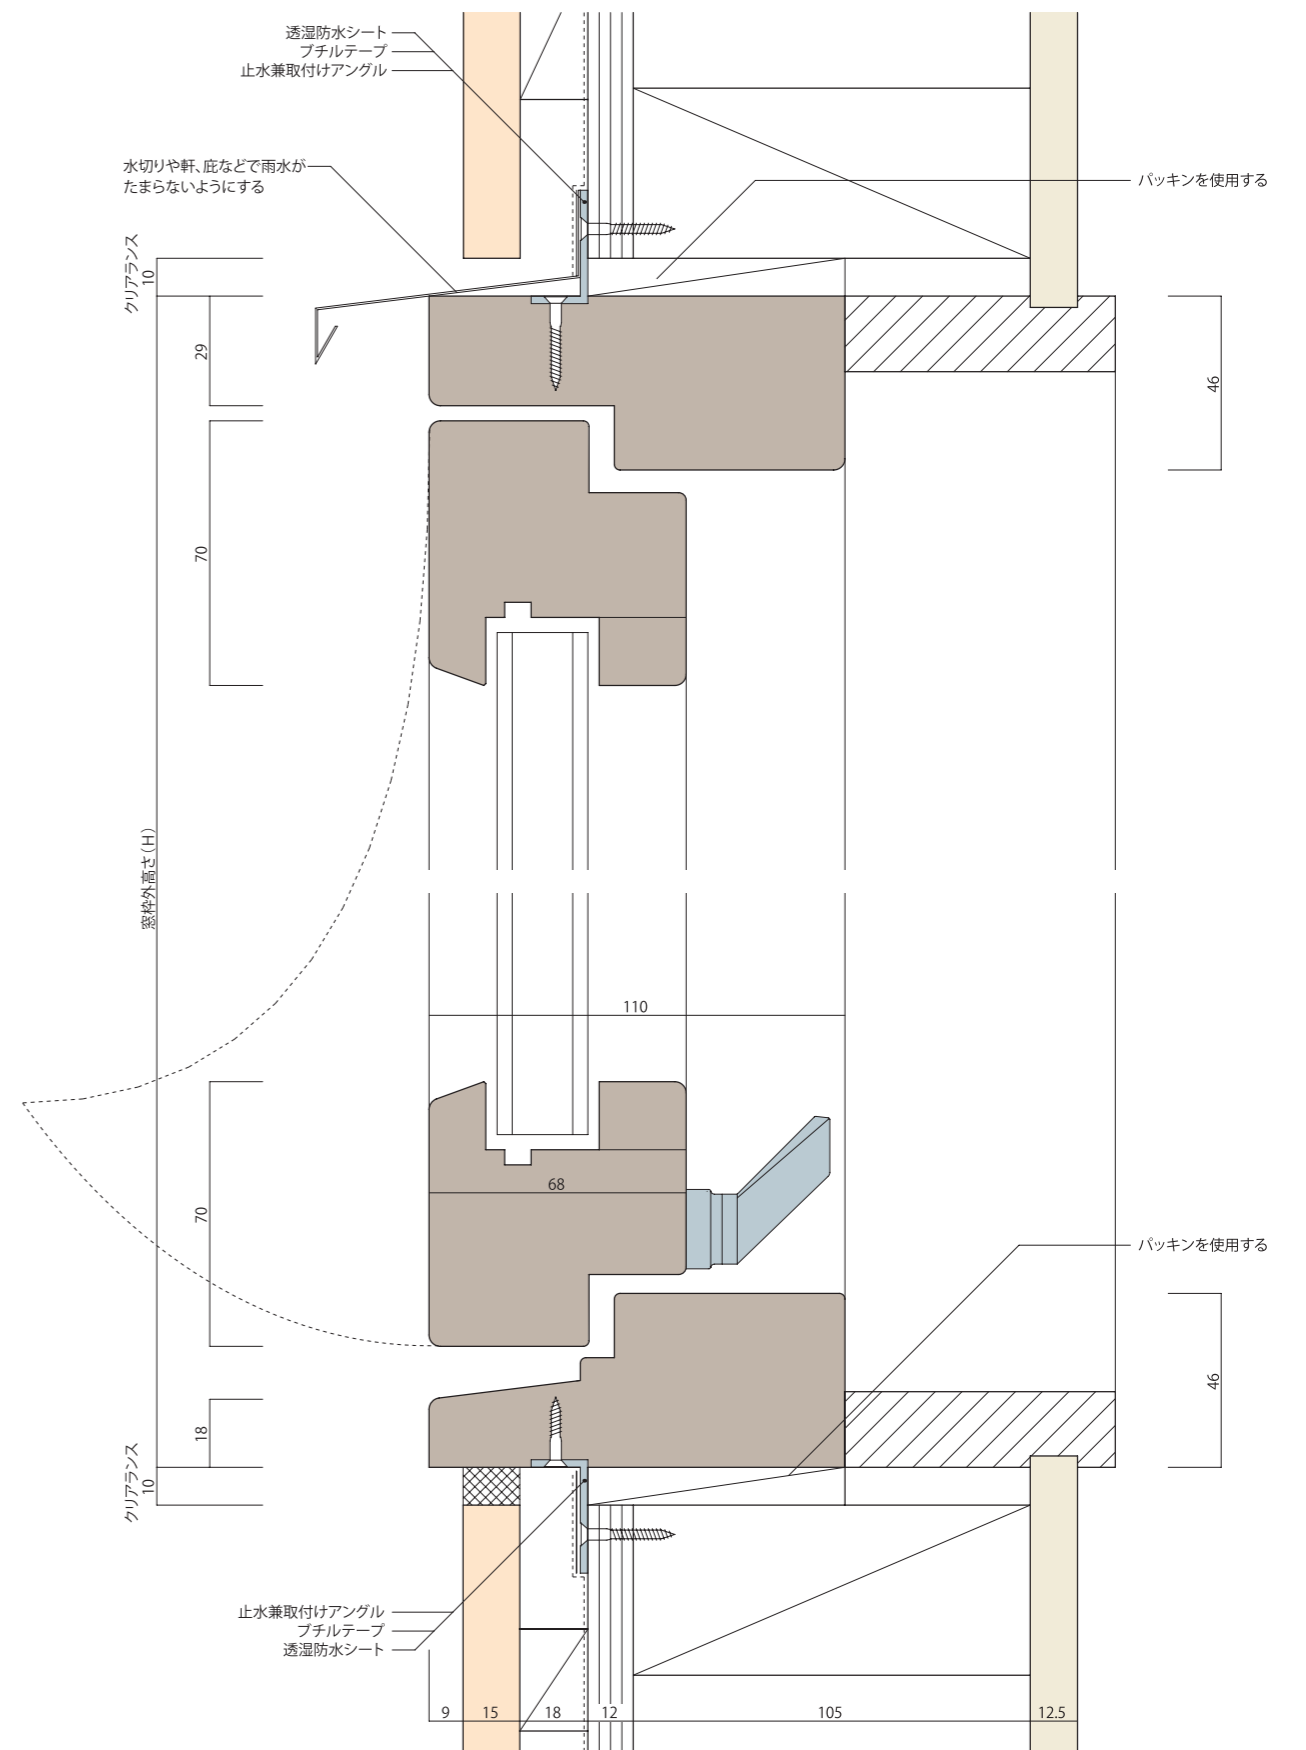 透湿防水シート
ブチルテープ
止水兼取付けアングル
水切りや軒、庇などで雨水が
たまらないようにする
パッキンを使用する
クリアランス
10
29
46
70
窓枠外高さ(H)
110
68
70
パッキンを使用する
46
18
クリアランス
10
止水兼取付けアングル
ブチルテープ
透湿防水シート
9 15 18 12 105 12.5